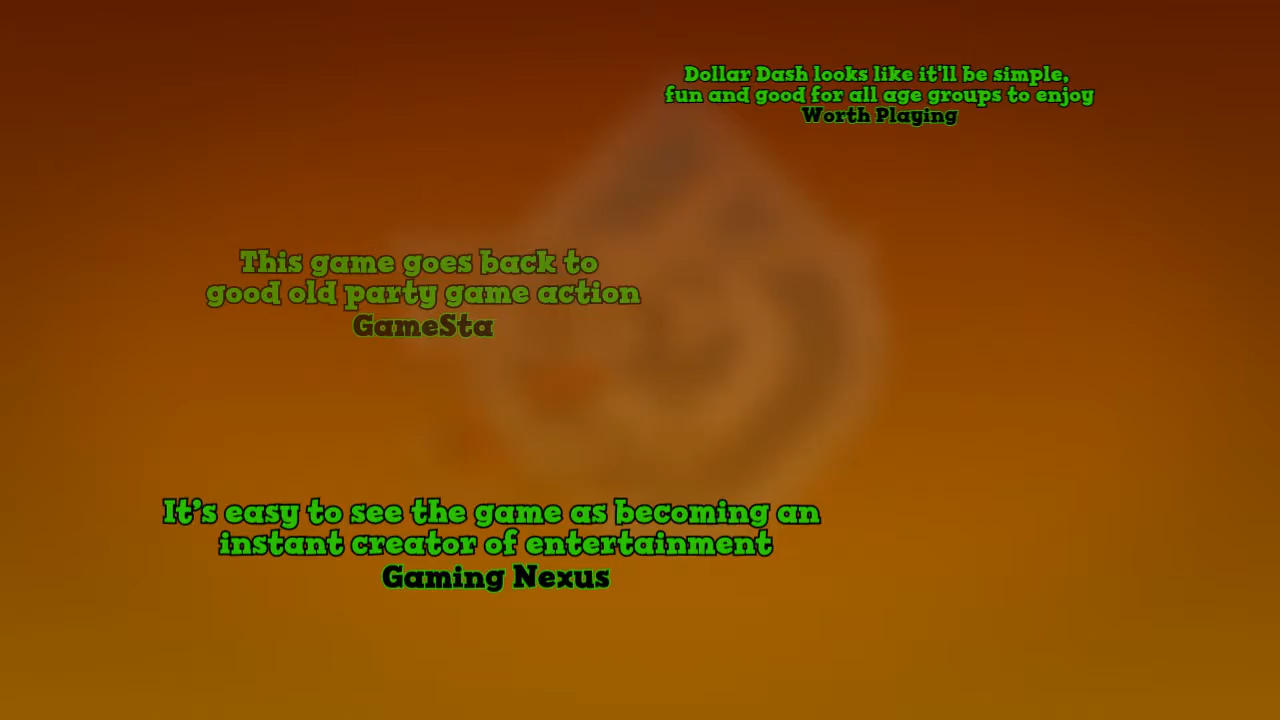 Dollar Dash looks like it'll be simple,
fun and good for all age groups to enjoy
Worth Playing
This game goes back to
good old party game action
GameSta
It's easy to see the game as becoming an
instant creator of entertainment
Gaming Nexus